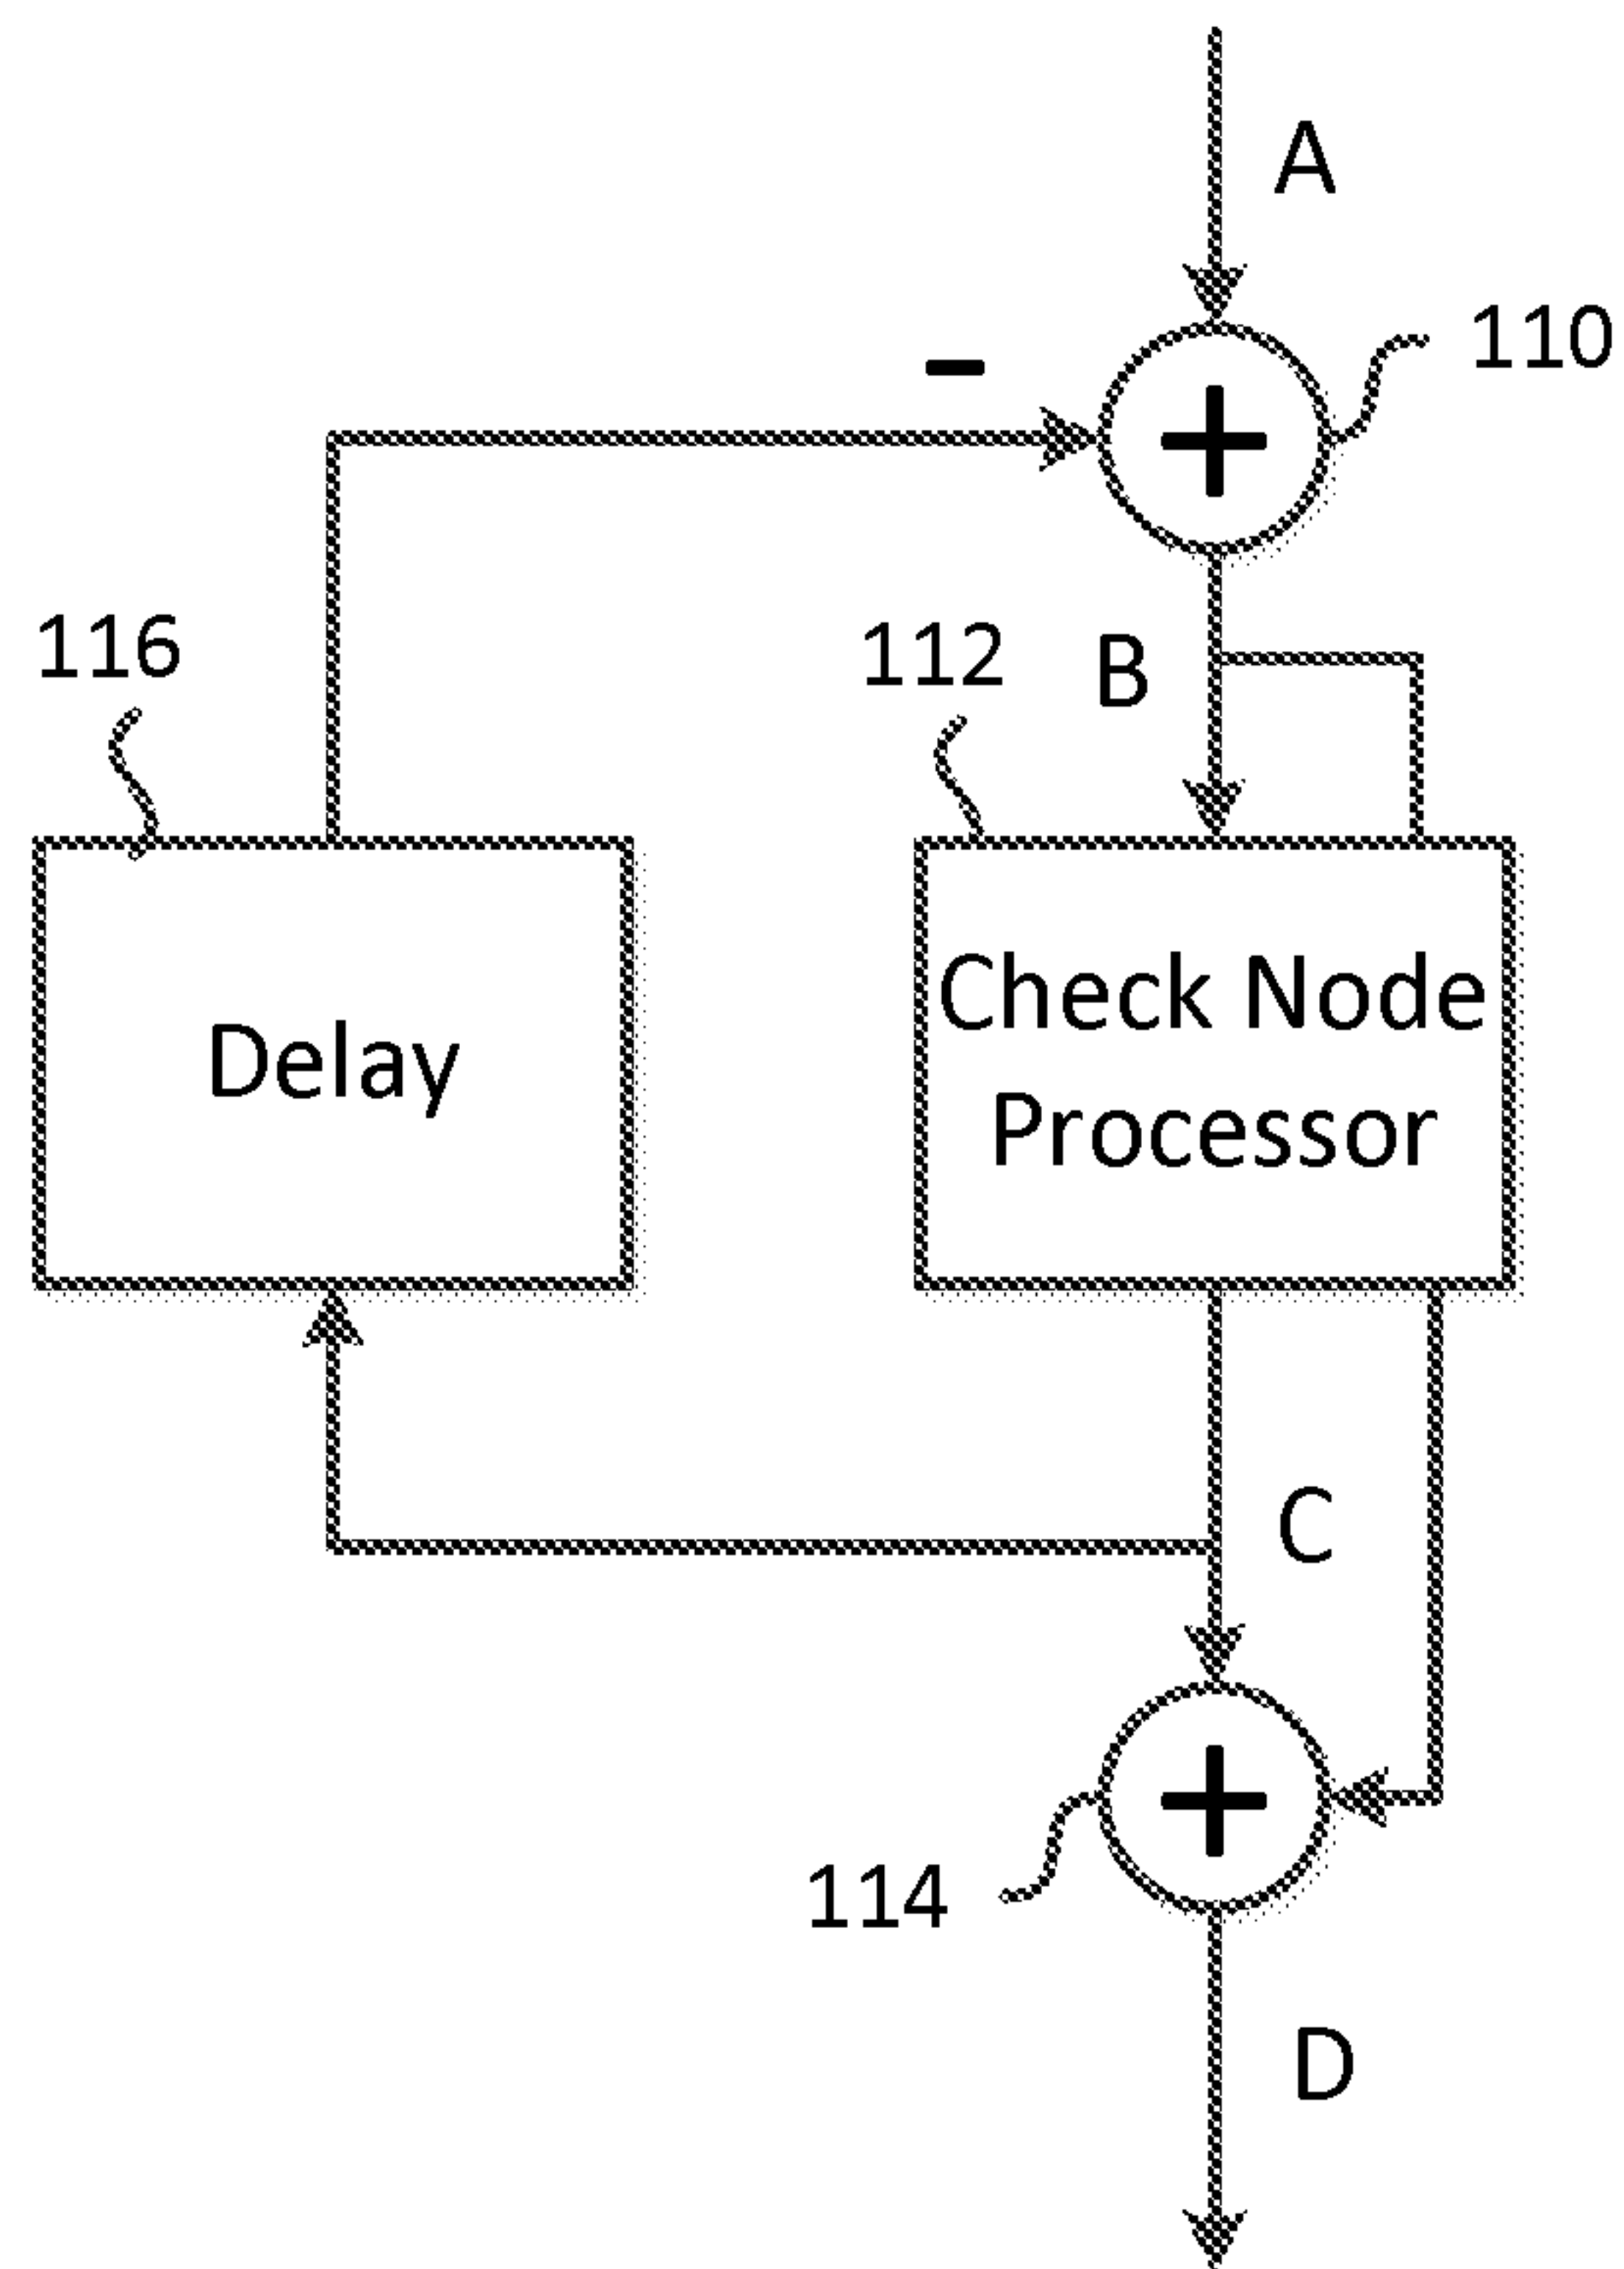 A
110
-
+
116
112
B
Delay
Check Node
Processor
C
+
114
D